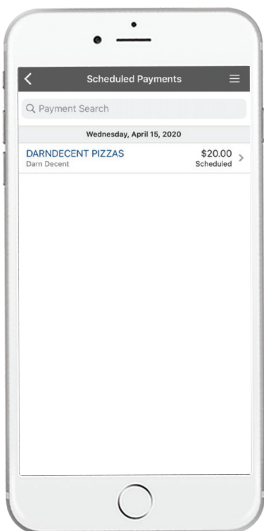 Scheduled Payments
Payment Search
Wednesday, April 15, 2020
DARNDECENT PIZZAS $20.00
Darn Decent Scheduled